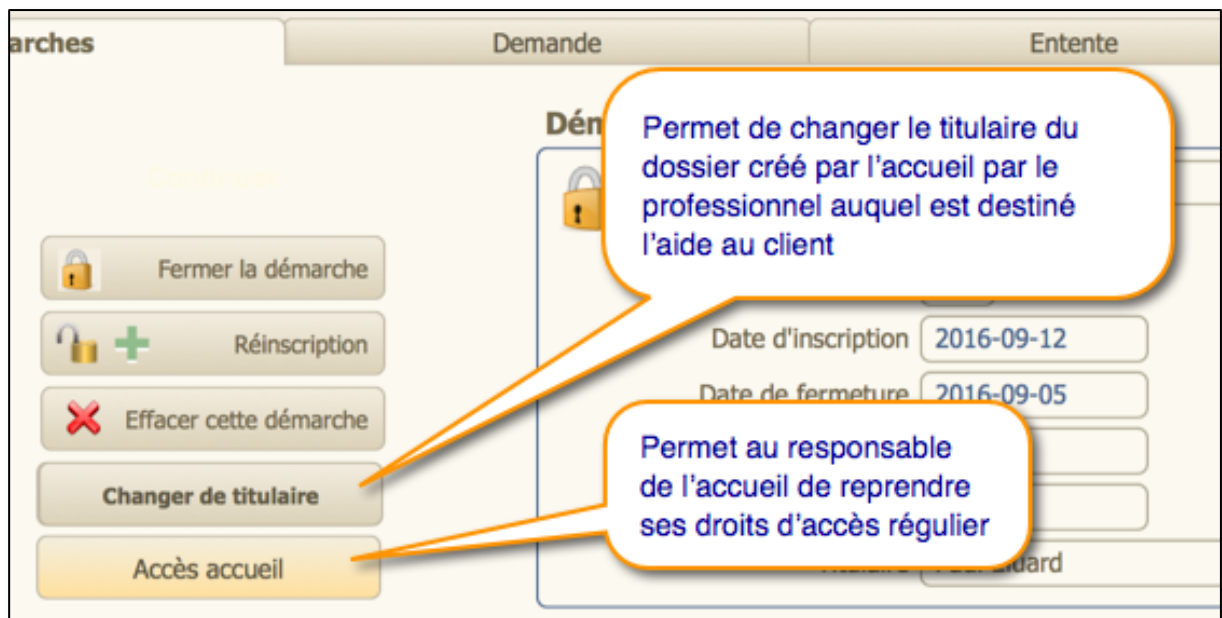 arches
Demande
Entente
Permet de changer le titulaire du
dossier créé par l'accueil par le
professionnel auquel est destiné
l'aide au client
Fermer la démarche
Réinscription
Effacer cette démarche
Changer de titulaire
Accès accueil
Date d'inscription 2016-09-12
Date de fermeture 2016-09-05
Permet au responsable
de l'accueil de reprendre
ses droits d'accès régulier